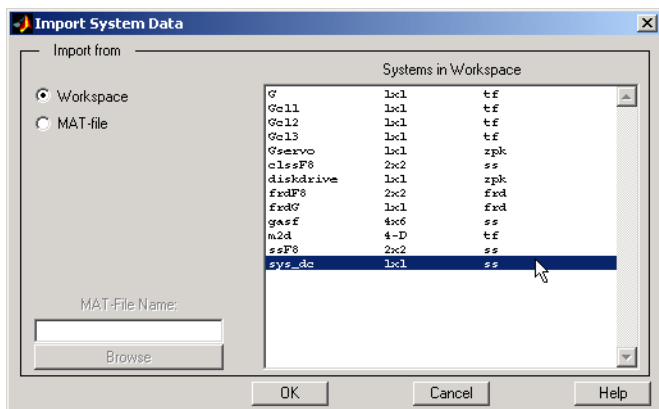 Import System Data
Import from
Systems in Workspace
Workspace
MAT-file
G 1x1 tf
Gcl1 1x1 tf
Gcl2 1x1 tf
Gcl3 1x1 tf
Gservo 1x1 zpk
clssF8 2x2 ss
diskdrive 1x1 zpk
frdF8 2x2 frd
frdG 1x1 frd
gasf 4x6 ss
m2d 4-D tf
ssF8 2x2 ss
sys_dc 1x1 ss
MAT-File Name:
Browse
OK Cancel Help